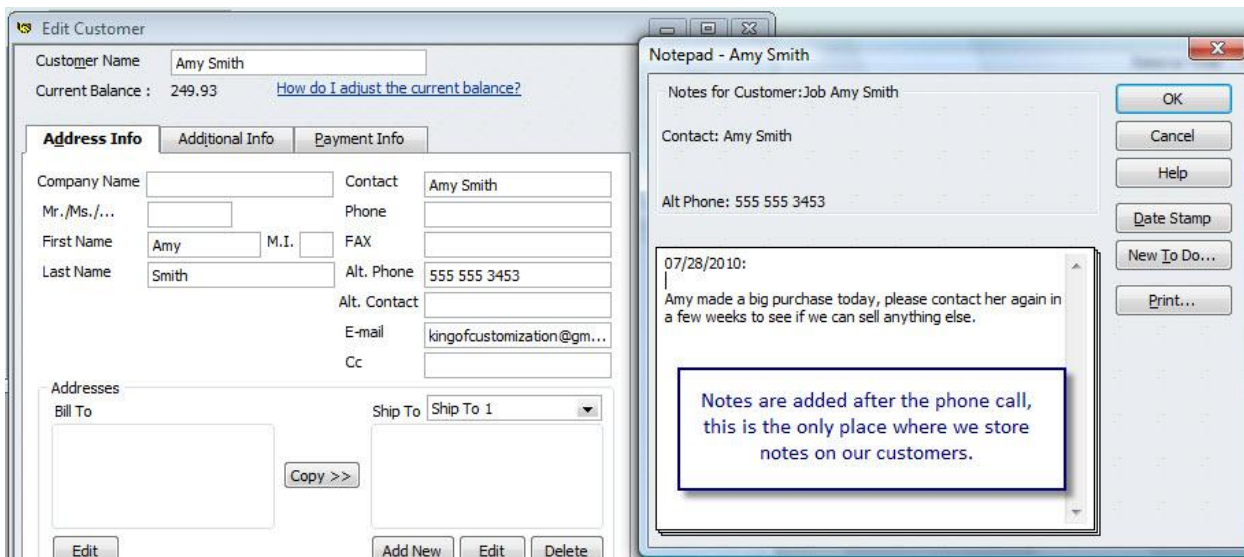 Edit Customer
Customer Name Amy Smith
Current Balance : 249.93 How do I adjust the current balance?
Address Info Additional Info Payment Info
Company Name Contact Amy Smith
Mr./Ms./... Phone
First Name Amy M.I. FAX
Last Name Smith Alt. Phone 555 555 3453
Alt. Contact
E-mail kingofcustomization@gm...
Cc
Addresses
Bill To Ship To Ship To 1
Copy >>
Edit Add New Edit Delete
Notepad - Amy Smith
Notes for Customer:Job Amy Smith
Contact: Amy Smith
Alt Phone: 555 555 3453
OK
Cancel
Help
Date Stamp
New To Do...
Print...
07/28/2010:
Amy made a big purchase today, please contact her again in
a few weeks to see if we can sell anything else.
Notes are added after the phone call,
this is the only place where we store
notes on our customers.